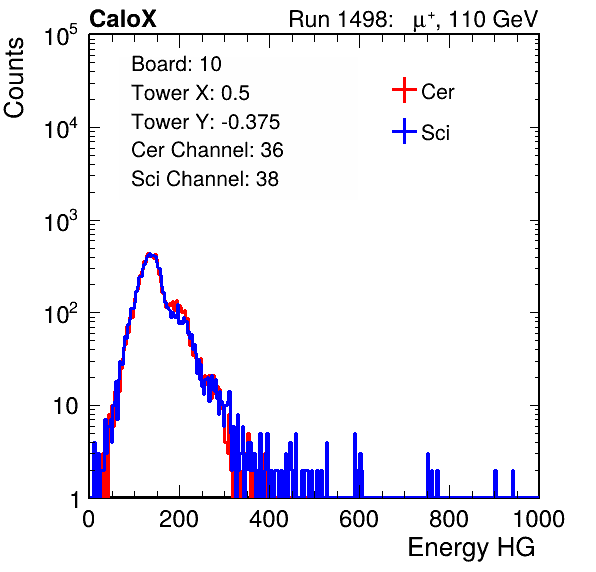 CaloX Run 1498: μ⁺, 110 GeV
Counts
Board: 10
Tower X: 0.5
Tower Y: -0.375
Cer Channel: 36
Sci Channel: 38
Cer
Sci
10⁵
10⁴
10³
10²
10
1
0 200 400 600 800 1000
Energy HG